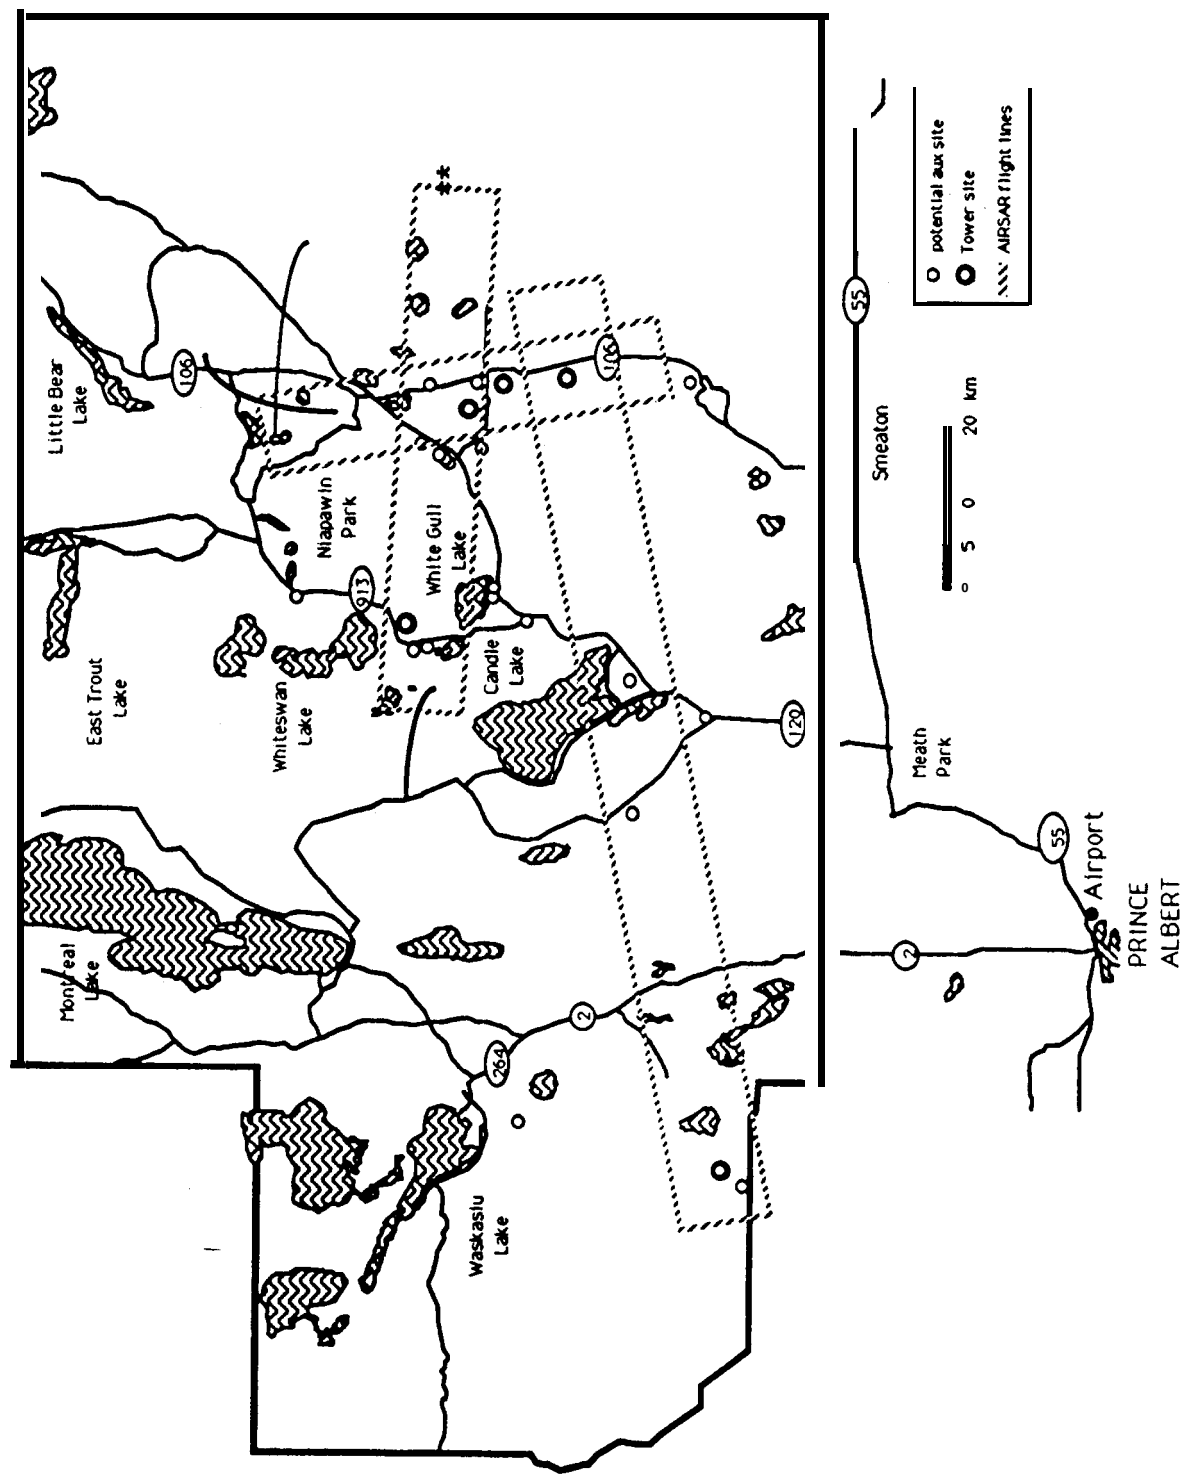 Little Bear
Lake
106
East Trout
Lake
Niapawin
Park
913
White Gull
Lake
Whiteswan
Lake
Candle
Lake
106
**
120
Montreal
Lake
2
264
Waskasiu
Lake
55
Smeaton
Meath
Park
55
Airport
2
PRINCE
ALBERT
potential aux site
Tower site
AIRSAR flight lines
0 5 0 20 km